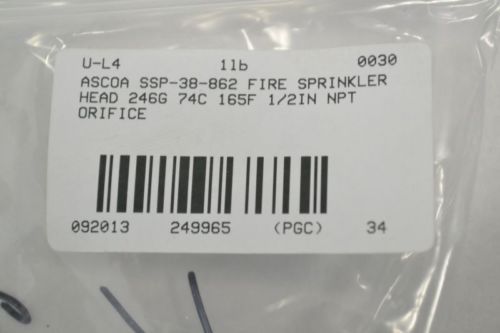 U-L4 1lb 0030
ASCOA SSP-38-862 FIRE SPRINKLER
HEAD 246G 74C 165F 1/2IN NPT
ORIFICE
092013 249965 (PGC) 34